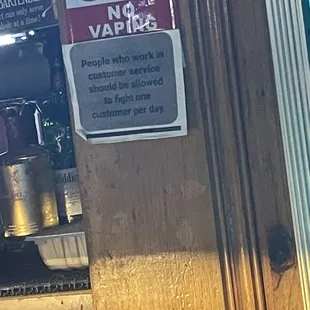 NO
VAPING
People who work in
customer service
should be allowed
to fight one
customer per day.